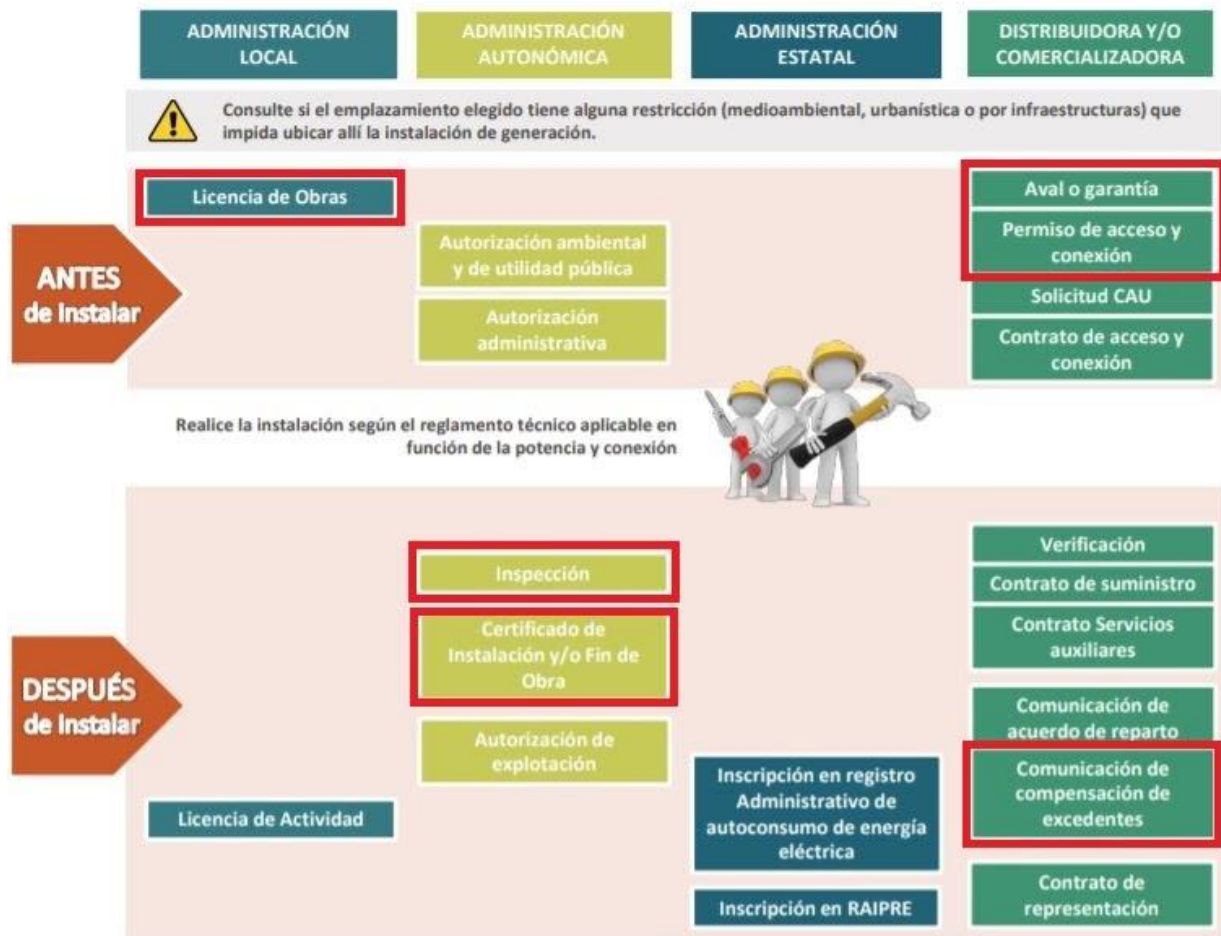 ADMINISTRACIÓN
LOCAL
ADMINISTRACIÓN
AUTONÓMICA
ADMINISTRACIÓN
ESTATAL
DISTRIBUIDORA Y/O
COMERCIALIZADORA
Consulte si el emplazamiento elegido tiene alguna restricción (medioambiental, urbanística o por infraestructuras) que
impida ubicar allí la instalación de generación.
ANTES
de Instalar
Licencia de Obras
Autorización ambiental
y de utilidad pública
Autorización
administrativa
Aval o garantía
Permiso de acceso y
conexión
Solicitud CAU
Contrato de acceso y
conexión
Realice la instalación según el reglamento técnico aplicable en
función de la potencia y conexión
DESPUÉS
de Instalar
Licencia de Actividad
Inspección
Certificado de
Instalación y/o Fin de
Obra
Autorización de
explotación
Inscripción en registro
Administrativo de
autoconsumo de energía
eléctrica
Inscripción en RAIPRE
Verificación
Contrato de suministro
Contrato Servicios
auxiliares
Comunicación de
acuerdo de reparto
Comunicación de
compensación de
excedentes
Contrato de
representación